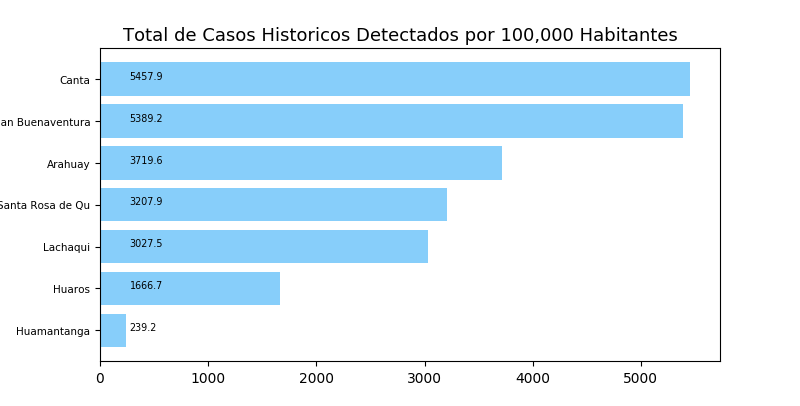 Total de Casos Historicos Detectados por 100,000 Habitantes
Canta 5457.9
an Buenaventura 5389.2
Arahuay 3719.6
Santa Rosa de Qu 3207.9
Lachaqui 3027.5
Huaros 1666.7
Huamantanga 239.2
0 1000 2000 3000 4000 5000